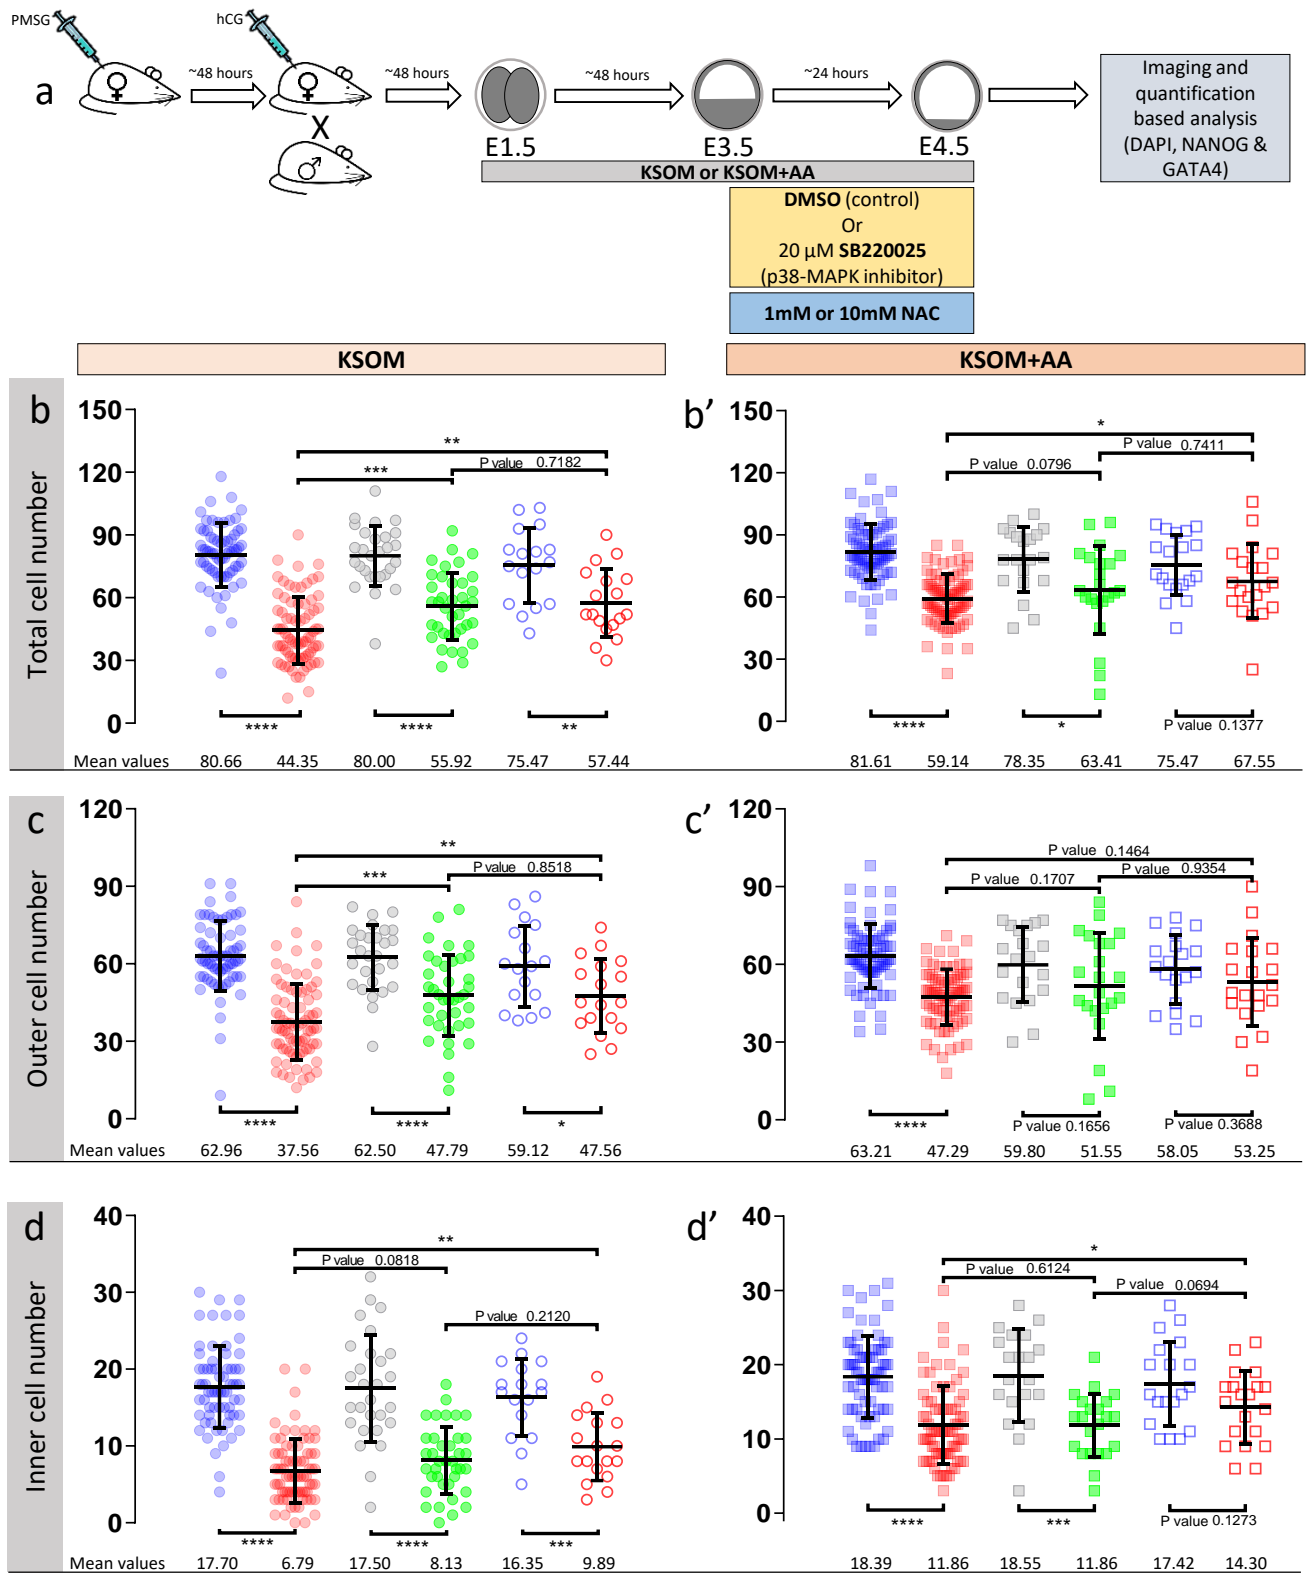 PMSG
hCG
a
~48 hours
~48 hours
~48 hours
~24 hours
X
E1.5
E3.5
E4.5
Imaging and
quantification
based analysis
(DAPI, NANOG &
GATA4)
KSOM or KSOM+AA
DMSO (control)
Or
20 µM SB220025
(p38-MAPK inhibitor)
1mM or 10mM NAC
KSOM
KSOM+AA
b
Total cell number
150
120
90
60
30
0
**
***
P value 0.7182
****
****
**
Mean values 80.66 44.35 80.00 55.92 75.47 57.44
b’
150
120
90
60
30
0
*
P value 0.7411
P value 0.0796
****
*
P value 0.1377
81.61 59.14 78.35 63.41 75.47 67.55
c
Outer cell number
120
90
60
30
0
**
P value 0.8518
***
****
****
*
Mean values 62.96 37.56 62.50 47.79 59.12 47.56
c’
120
90
60
30
0
P value 0.1464
P value 0.9354
P value 0.1707
****
P value 0.1656
P value 0.3688
63.21 47.29 59.80 51.55 58.05 53.25
d
Inner cell number
40
30
20
10
0
**
P value 0.0818
P value 0.2120
****
****
***
Mean values 17.70 6.79 17.50 8.13 16.35 9.89
d’
40
30
20
10
0
*
P value 0.6124
P value 0.0694
****
***
P value 0.1273
18.39 11.86 18.55 11.86 17.42 14.30